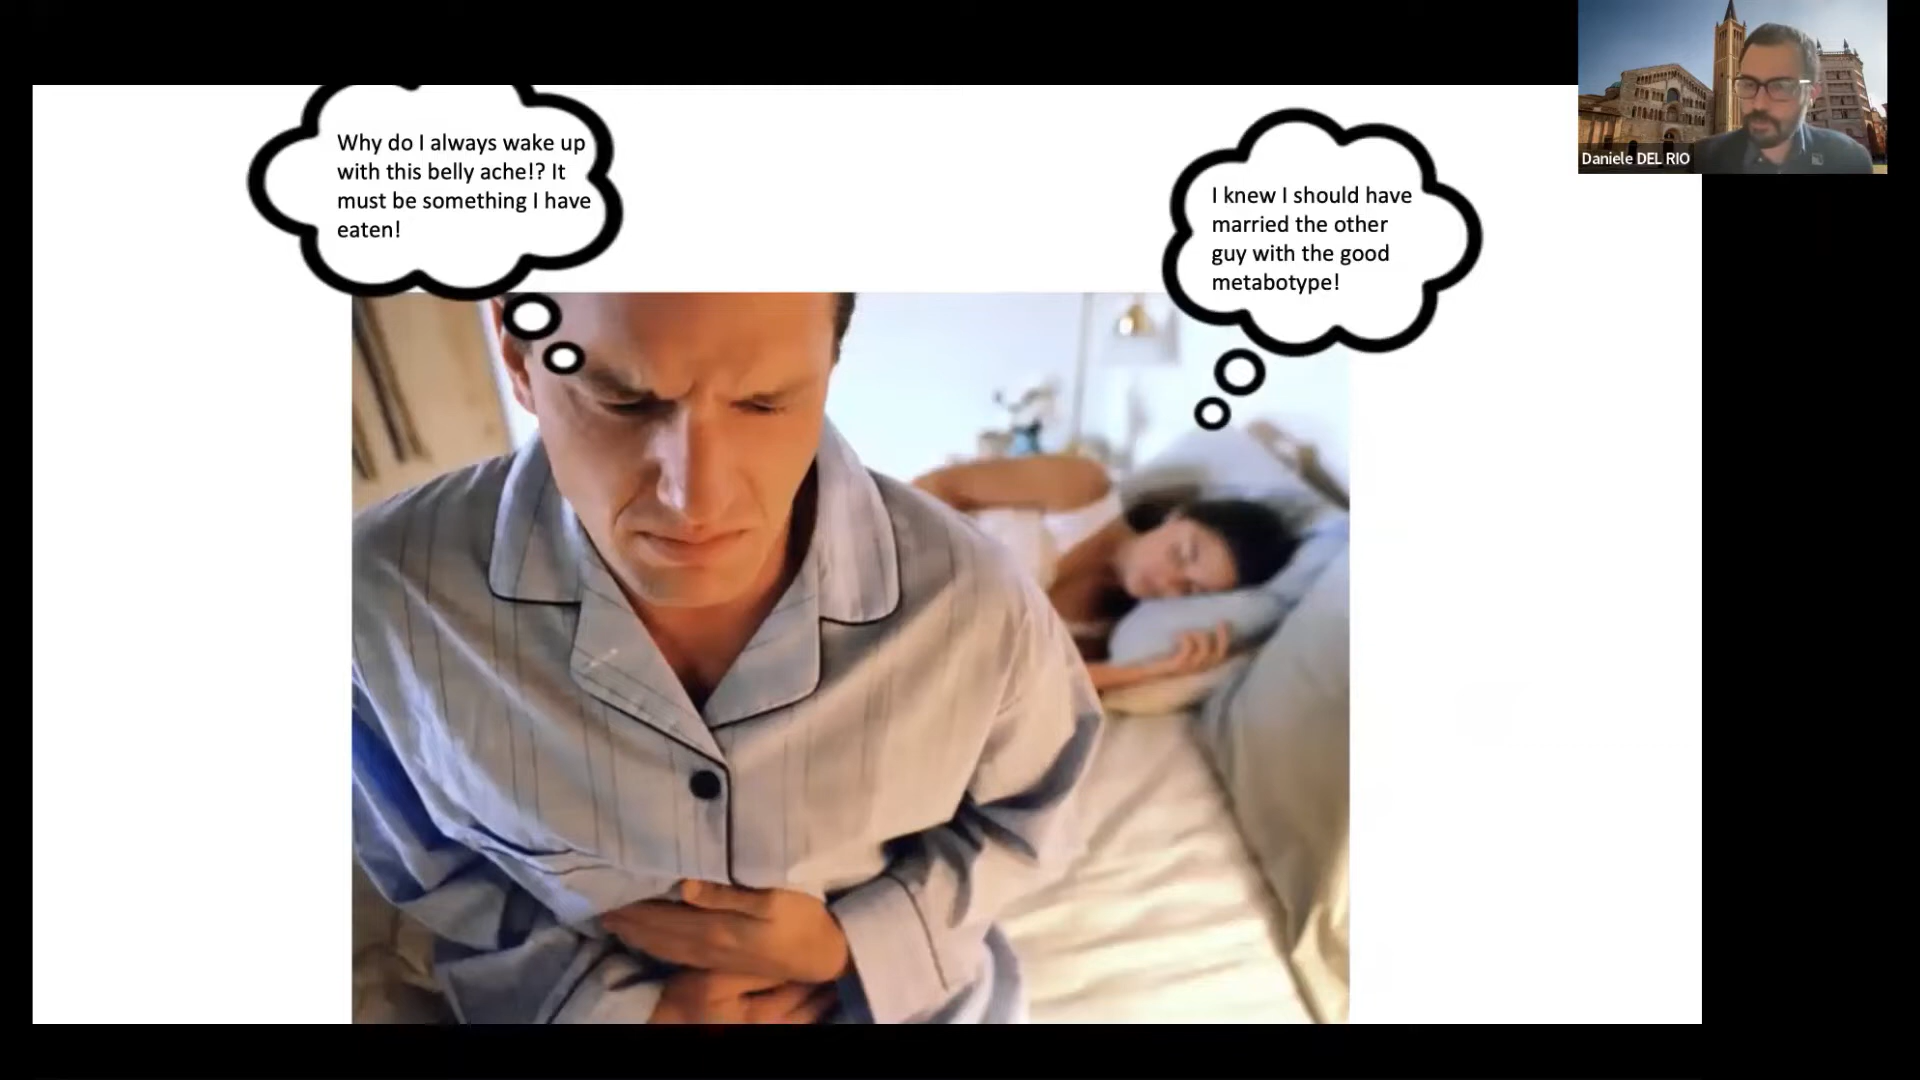 Why do I always wake up
with this belly ache!? It
must be something I have
eaten!
I knew I should have
married the other
guy with the good
metabotype!
Daniele DEL RIO